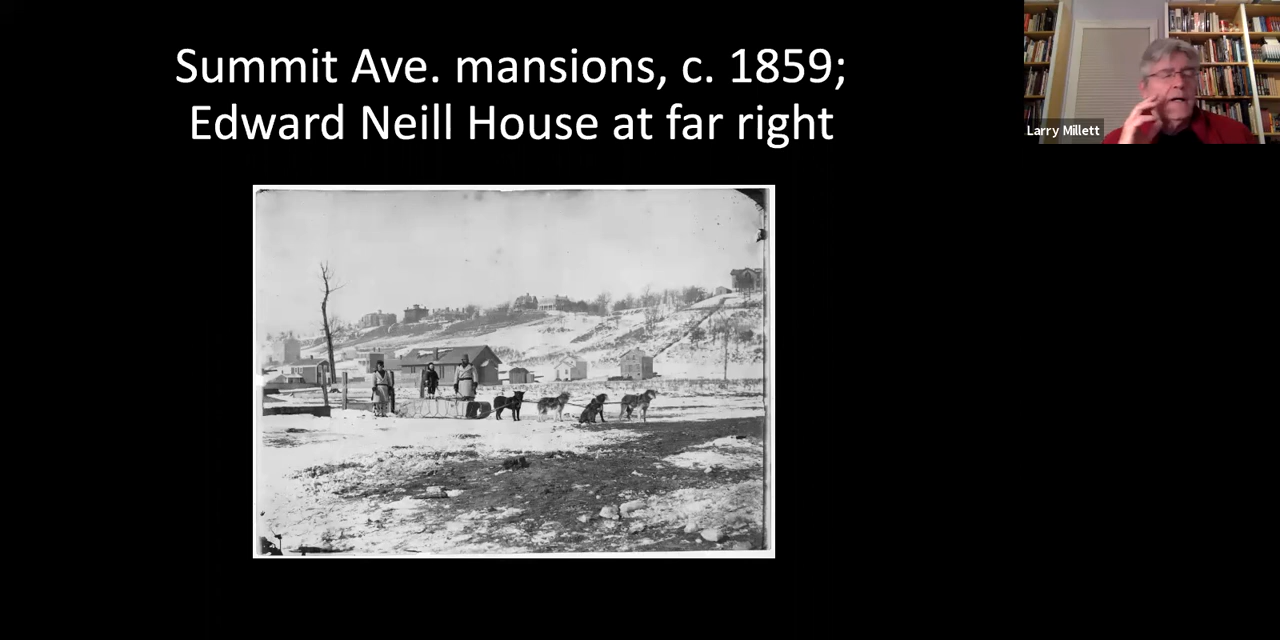 Summit Ave. mansions, c. 1859;
Edward Neill House at far right
Larry Millett